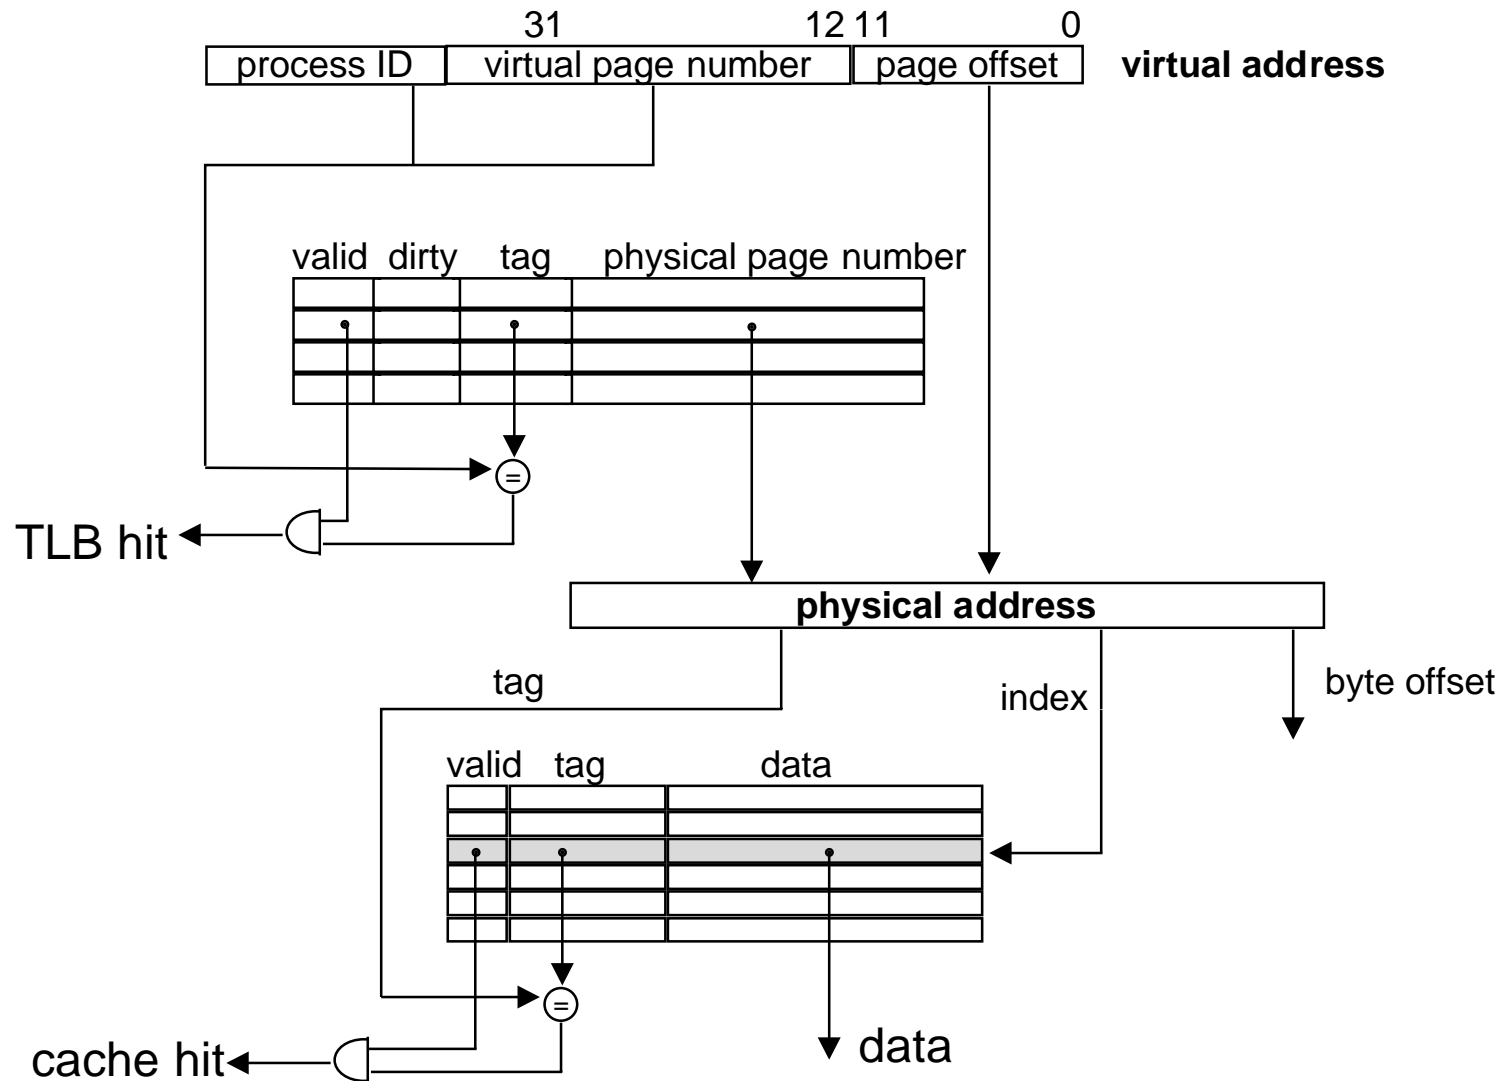 31 12 11 0
process ID virtual page number page offset virtual address
valid dirty tag physical page number
=
TLB hit
physical address
tag index byte offset
valid tag data
=
cache hit data